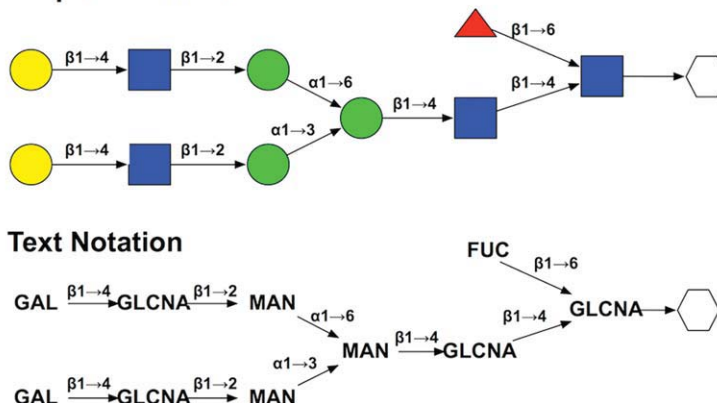 β1→6
β1→4 β1→2 α1→6 β1→4 β1→4
β1→4 β1→2 α1→3
Text Notation
FUC
β1→6
GAL β1→4 GLCNA β1→2 MAN α1→6
MAN β1→4 GLCNA β1→4 GLCNA
GAL β1→4 GLCNA β1→2 MAN α1→3